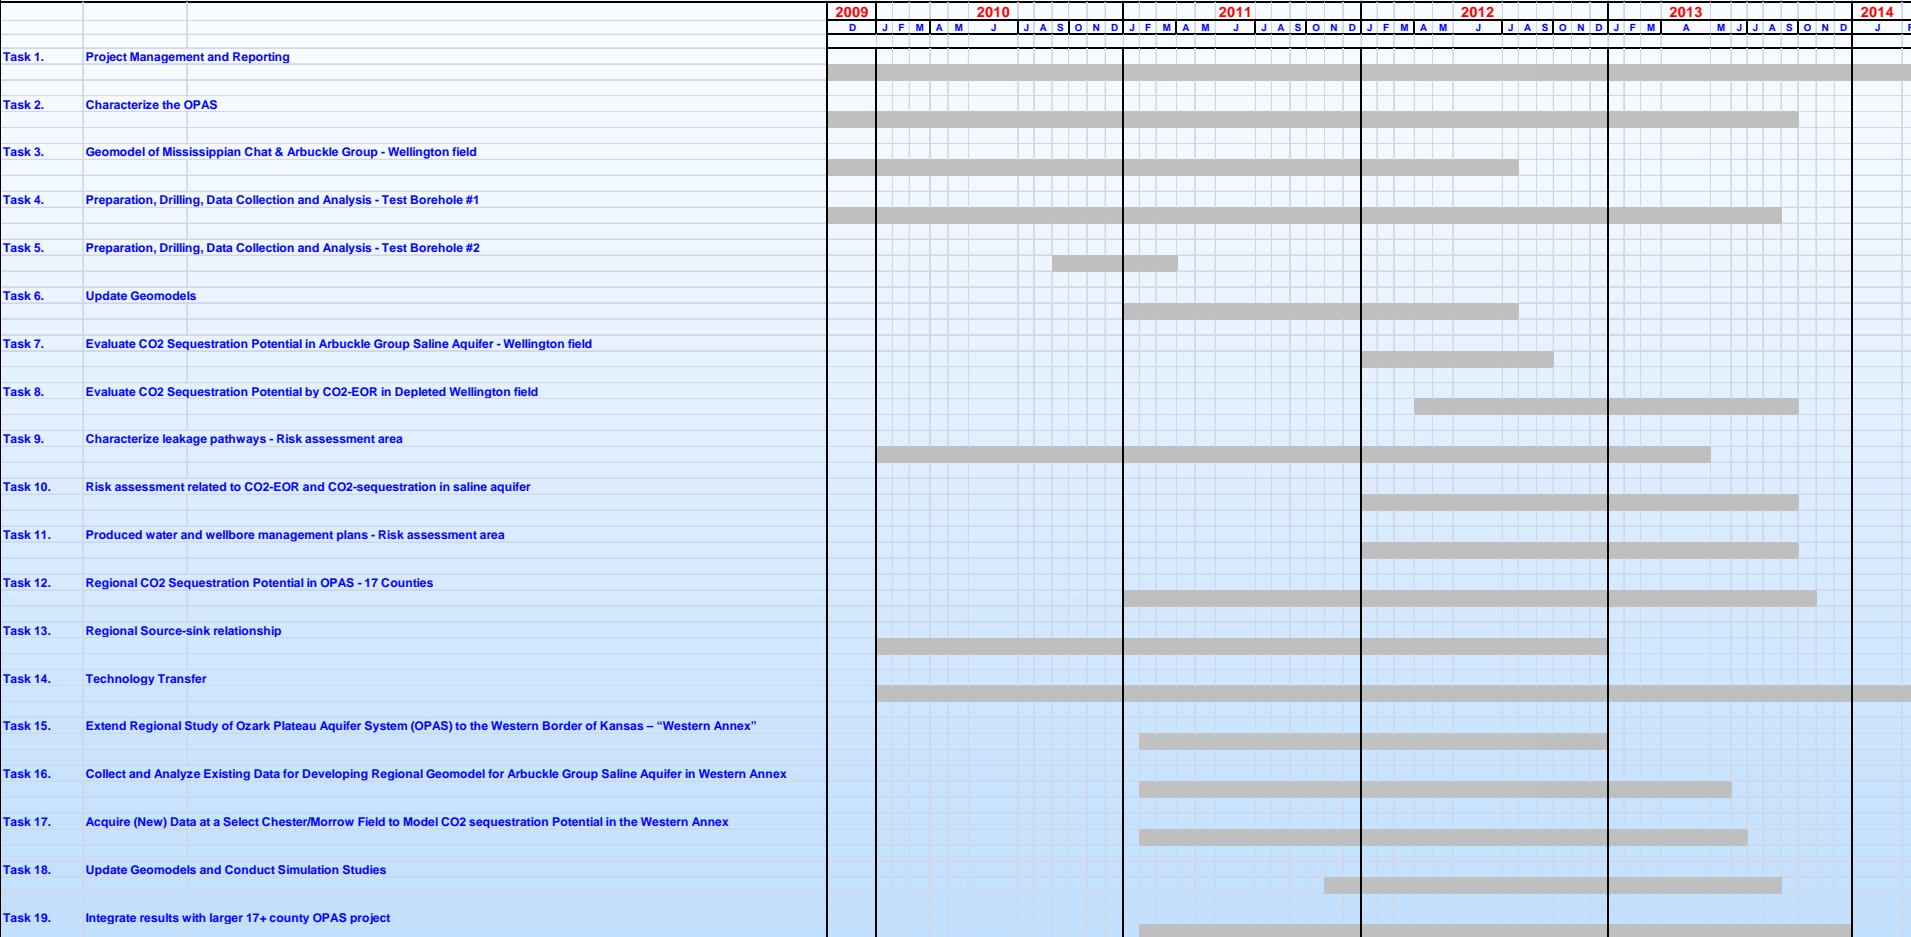 2009 2010 2011 2012 2013 2014
D J F M A M J J A S O N D J F M A M J J A S O N D J F M A M J J A S O N D J F M A M J J A S O N D J F
Task 1. Project Management and Reporting
Task 2. Characterize the OPAS
Task 3. Geomodel of Mississippian Chat & Arbuckle Group - Wellington field
Task 4. Preparation, Drilling, Data Collection and Analysis - Test Borehole #1
Task 5. Preparation, Drilling, Data Collection and Analysis - Test Borehole #2
Task 6. Update Geomodels
Task 7. Evaluate CO2 Sequestration Potential in Arbuckle Group Saline Aquifer - Wellington field
Task 8. Evaluate CO2 Sequestration Potential by CO2-EOR in Depleted Wellington field
Task 9. Characterize leakage pathways - Risk assessment area
Task 10. Risk assessment related to CO2-EOR and CO2-sequestration in saline aquifer
Task 11. Produced water and wellbore management plans - Risk assessment area
Task 12. Regional CO2 Sequestration Potential in OPAS - 17 Counties
Task 13. Regional Source-sink relationship
Task 14. Technology Transfer
Task 15. Extend Regional Study of Ozark Plateau Aquifer System (OPAS) to the Western Border of Kansas – “Western Annex”
Task 16. Collect and Analyze Existing Data for Developing Regional Geomodel for Arbuckle Group Saline Aquifer in Western Annex
Task 17. Acquire (New) Data at a Select Chester/Morrow Field to Model CO2 sequestration Potential in the Western Annex
Task 18. Update Geomodels and Conduct Simulation Studies
Task 19. Integrate results with larger 17+ county OPAS project